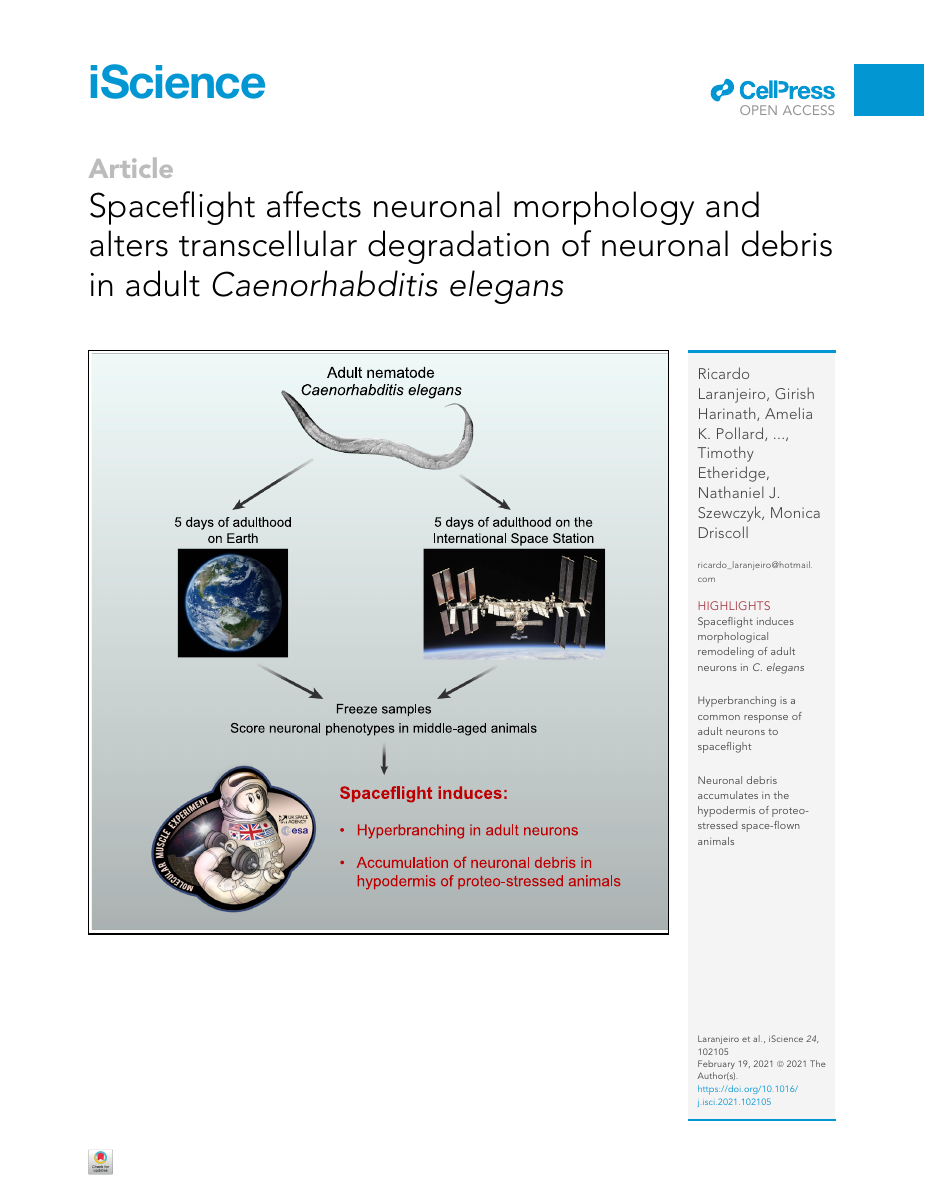 iScience
CellPress
OPEN ACCESS
Article
Spaceflight affects neuronal morphology and
alters transcellular degradation of neuronal debris
in adult Caenorhabditis elegans
Adult nematode
Caenorhabditis elegans
5 days of adulthood
on Earth
5 days of adulthood on the
International Space Station
Freeze samples
Score neuronal phenotypes in middle-aged animals
MOLECULAR MUSCLE EXPERIMENT
UK SPACE
AGENCY
esa
Spaceflight induces:
• Hyperbranching in adult neurons
• Accumulation of neuronal debris in
hypodermis of proteo-stressed animals
Ricardo
Laranjeiro, Girish
Harinath, Amelia
K. Pollard, ...,
Timothy
Etheridge,
Nathaniel J.
Szewczyk, Monica
Driscoll
ricardo_laranjeiro@hotmail.
com
HIGHLIGHTS
Spaceflight induces
morphological
remodeling of adult
neurons in C. elegans
Hyperbranching is a
common response of
adult neurons to
spaceflight
Neuronal debris
accumulates in the
hypodermis of proteo-
stressed space-flown
animals
Laranjeiro et al., iScience 24,
102105
February 19, 2021 © 2021 The
Author(s).
https://doi.org/10.1016/
j.isci.2021.102105
Check for
updates